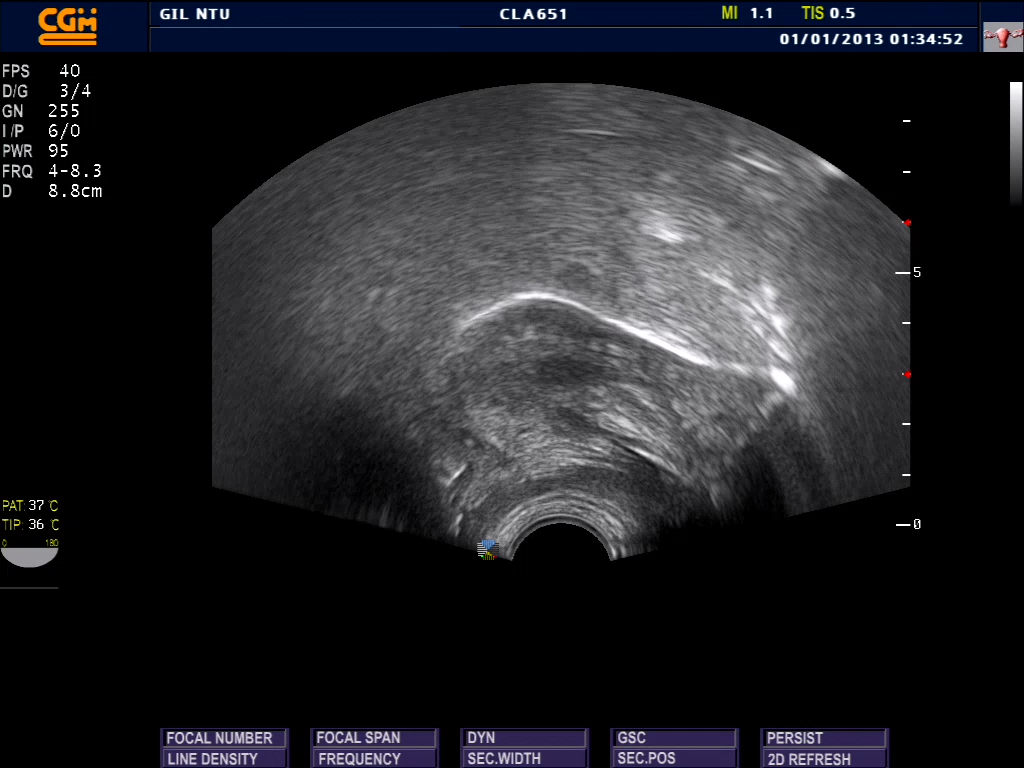 CGM
GIL NTU CLA651 MI 1.1 TIS 0.5
01/01/2013 01:34:52
FPS 40
D/G 3/4
GN 255
I/P 6/0
PWR 95
FRQ 4-8.3
D 8.8cm
5
PAT: 37 °C
TIP: 36 °C
0 180
0
FOCAL NUMBER FOCAL SPAN DYN GSC PERSIST
LINE DENSITY FREQUENCY SEC.WIDTH SEC.POS 2D REFRESH